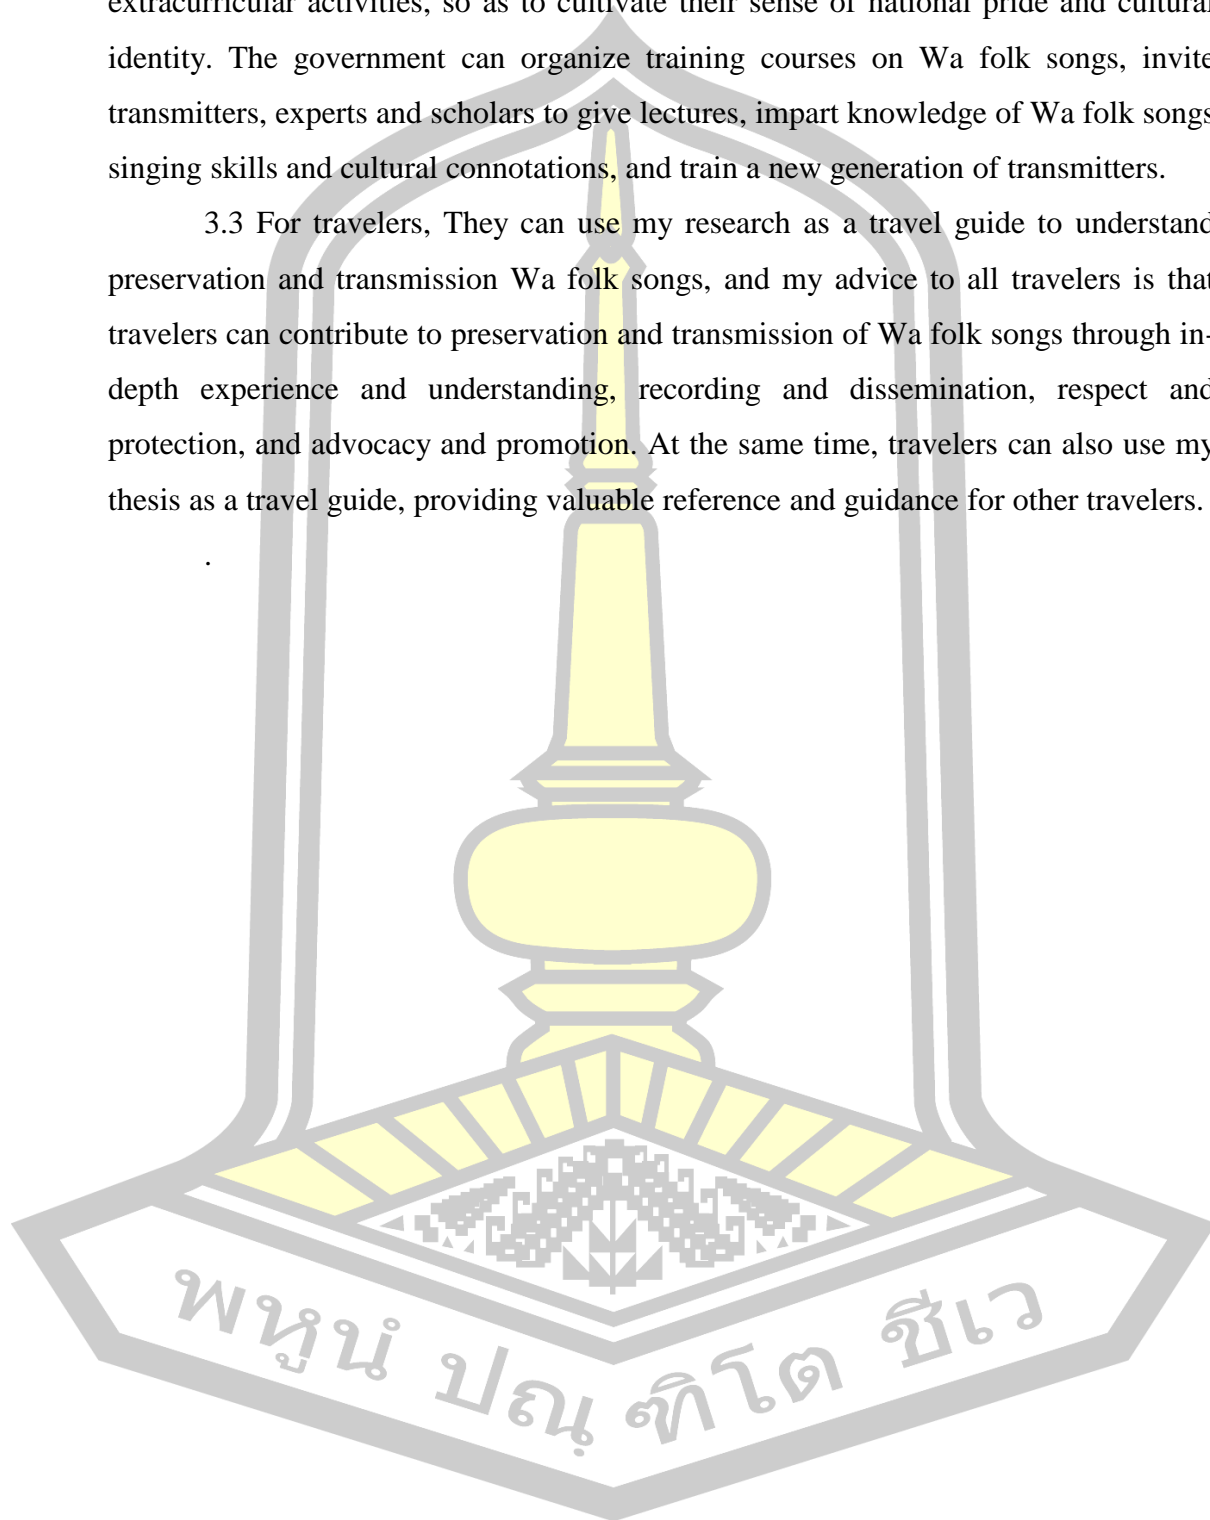 extracurricular activities, so as to cultivate their sense of national pride and cultural
identity. The government can organize training courses on Wa folk songs, invite
transmitters, experts and scholars to give lectures, impart knowledge of Wa folk songs
singing skills and cultural connotations, and train a new generation of transmitters.
3.3 For travelers, They can use my research as a travel guide to understand
preservation and transmission Wa folk songs, and my advice to all travelers is that
travelers can contribute to preservation and transmission of Wa folk songs through in-
depth experience and understanding, recording and dissemination, respect and
protection, and advocacy and promotion. At the same time, travelers can also use my
thesis as a travel guide, providing valuable reference and guidance for other travelers.
.
พหูนํ ปณฺฑิโต ชีเว